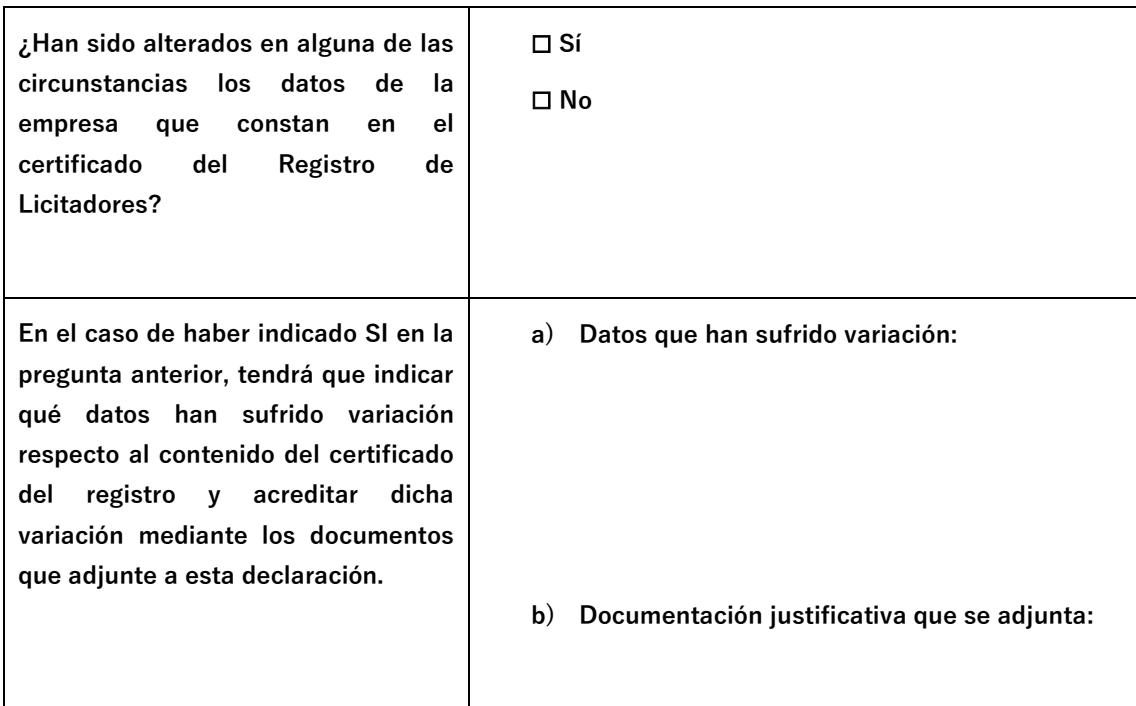 ¿Han sido alterados en alguna de las
circunstancias los datos de la
empresa que constan en el
certificado del Registro de
Licitadores?
☐ Sí
☐ No
En el caso de haber indicado SI en la
pregunta anterior, tendrá que indicar
qué datos han sufrido variación
respecto al contenido del certificado
del registro y acreditar dicha
variación mediante los documentos
que adjunte a esta declaración.
a) Datos que han sufrido variación:
b) Documentación justificativa que se adjunta: